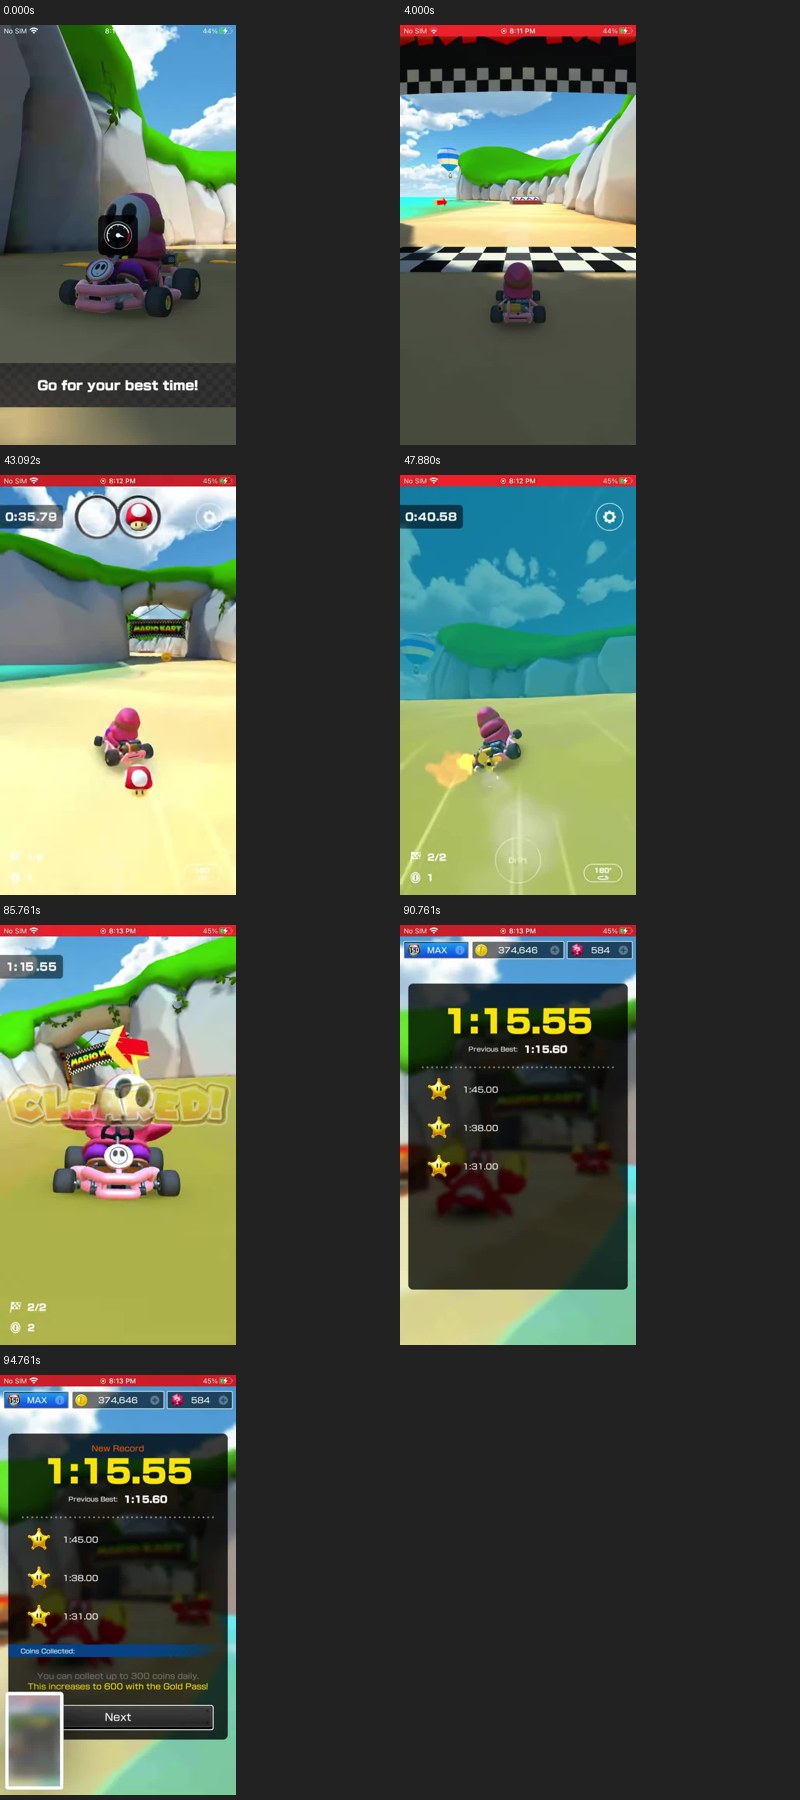 0.000s
No SIM
44%
Go for your best time!
4.000s
No SIM 8:11 PM 44%
43.092s
No SIM 8:12 PM 45%
0:35.79
MARIO KART
47.880s
No SIM 8:12 PM 45%
0:40.58
2/2
1
180°
85.761s
No SIM 8:13 PM 45%
1:15.55
CLEARED!
2/2
2
90.761s
No SIM 8:13 PM 45%
MAX 374,646 584
1:15.55
Previous Best: 1:15.60
MARIO KART
1:45.00
1:38.00
1:31.00
94.761s
No SIM 8:13 PM 45%
MAX 374,646 584
New Record
1:15.55
Previous Best: 1:15.60
1:45.00
MARIO KART
1:38.00
1:31.00
Coins Collected:
You can collect up to 300 coins daily.
This increases to 600 with the Gold Pass!
Next